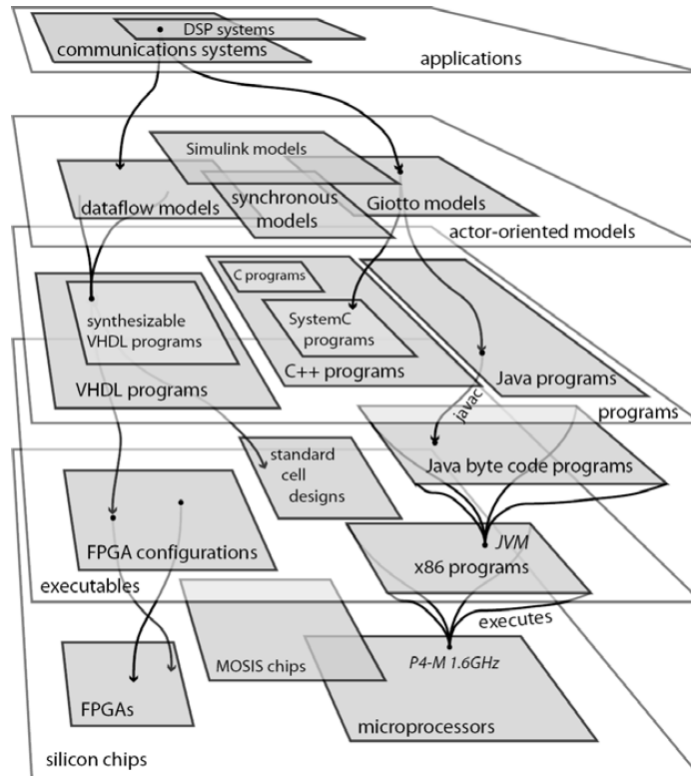 DSP systems
communications systems
applications
Simulink models
dataflow models
synchronous
models
Giotto models
actor-oriented models
C programs
synthesizable
VHDL programs
SystemC
programs
VHDL programs
C++ programs
Java programs
javac
programs
standard
cell
designs
Java byte code programs
FPGA configurations
JVM
x86 programs
executables
executes
MOSIS chips
P4-M 1.6GHz
FPGAs
microprocessors
silicon chips